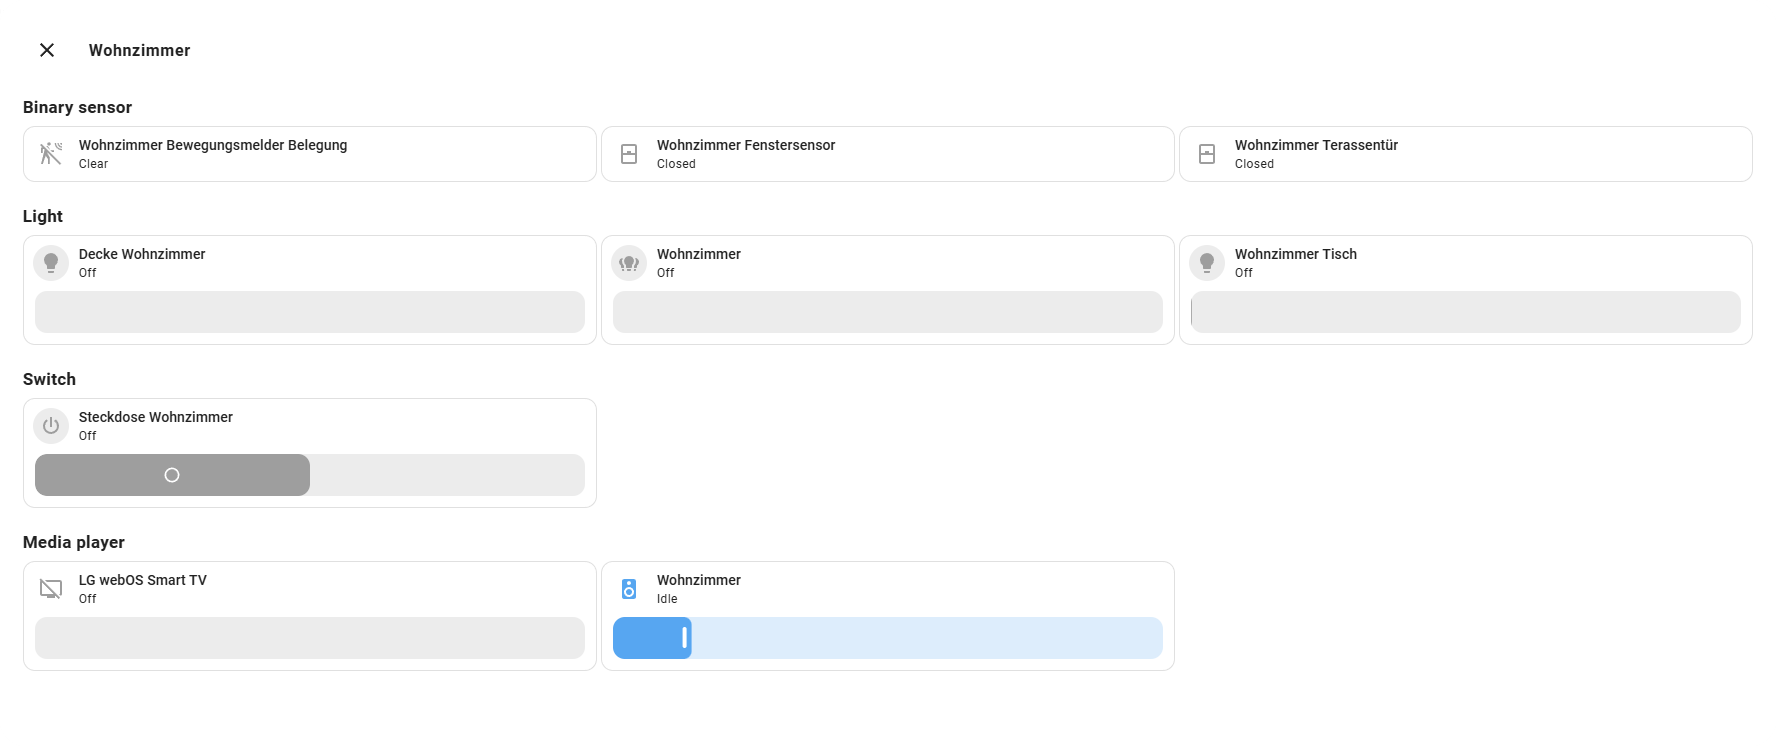 Wohnzimmer
Binary sensor
Wohnzimmer Bewegungsmelder Belegung
Clear
Wohnzimmer Fenstersensor
Closed
Wohnzimmer Terassentür
Closed
Light
Decke Wohnzimmer
Off
Wohnzimmer
Off
Wohnzimmer Tisch
Off
Switch
Steckdose Wohnzimmer
Off
Media player
LG webOS Smart TV
Off
Wohnzimmer
Idle